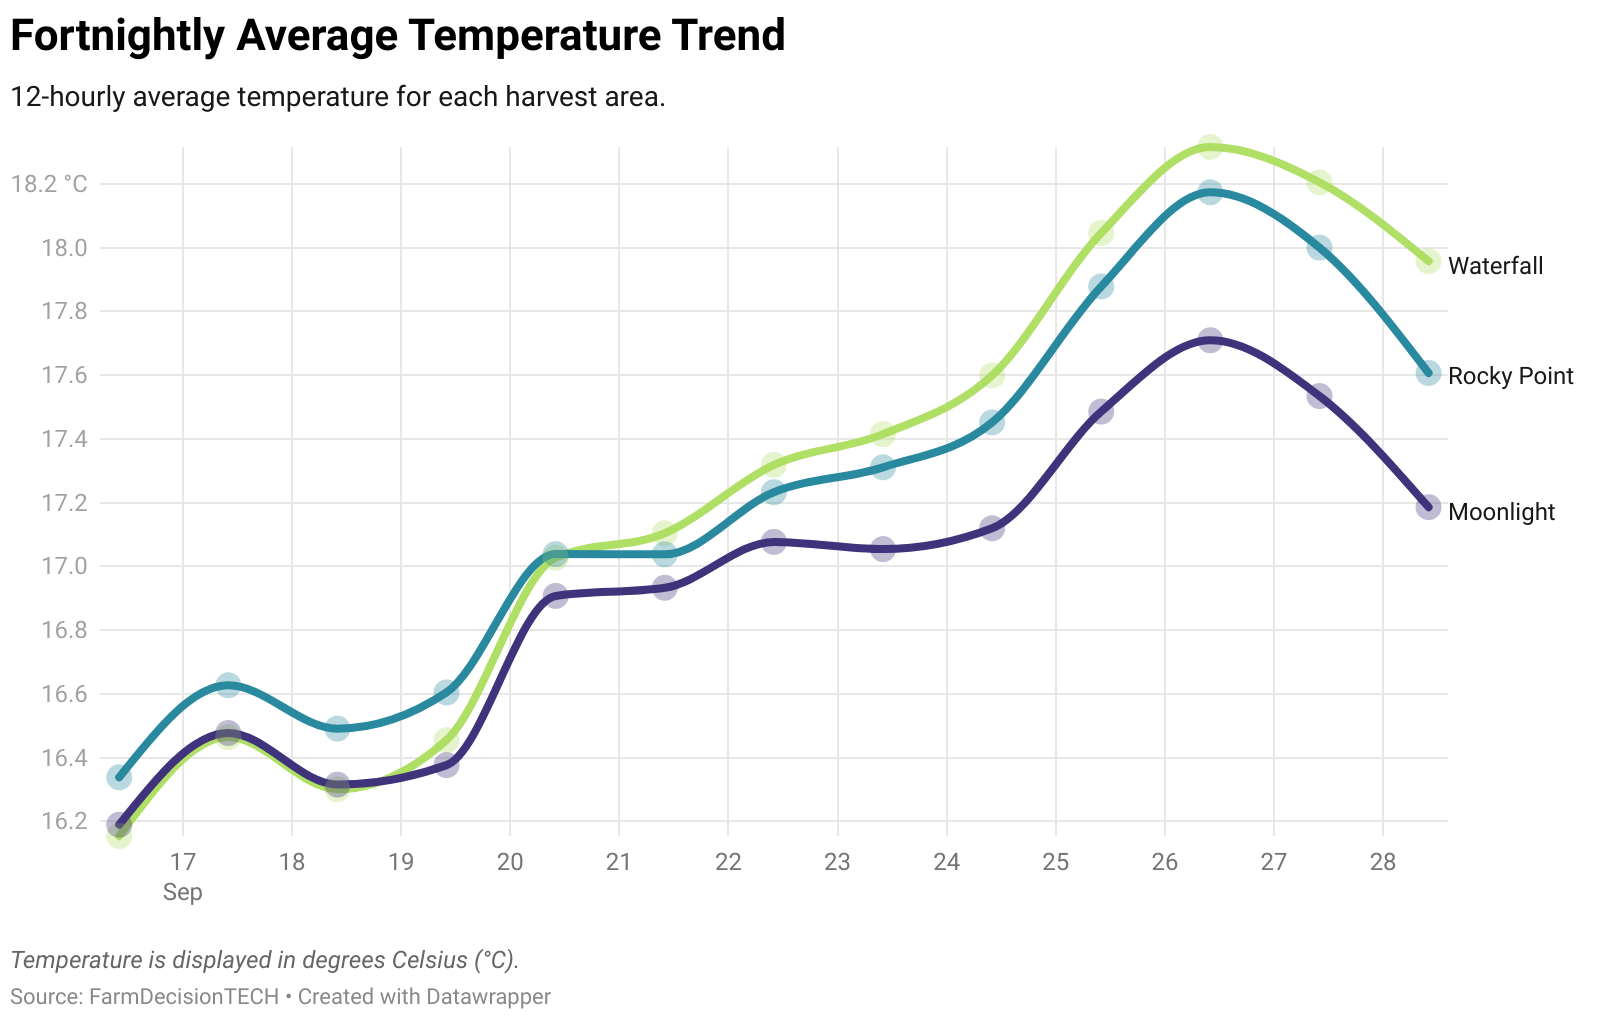 Fortnightly Average Temperature Trend
12-hourly average temperature for each harvest area.
18.2 °C
18.0
17.8
17.6
17.4
17.2
17.0
16.8
16.6
16.4
16.2
Waterfall
Rocky Point
Moonlight
17 18 19 20 21 22 23 24 25 26 27 28
Sep
Temperature is displayed in degrees Celsius (°C).
Source: FarmDecisionTECH • Created with Datawrapper